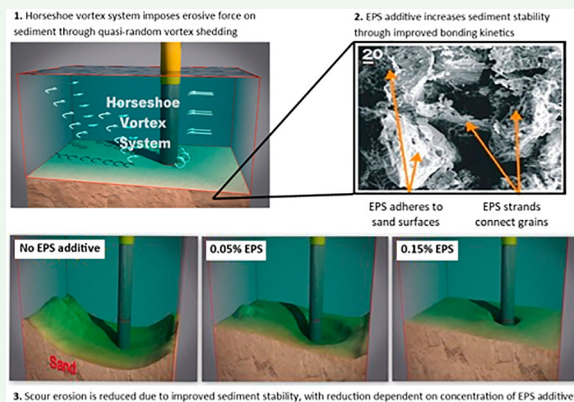 1. Horseshoe vortex system imposes erosive force on
sediment through quasi-random vortex shedding
2. EPS additive increases sediment stability
through improved bonding kinetics
Horseshoe
Vortex
System
20
EPS adheres to
sand surfaces
EPS strands
connect grains
No EPS additive
0.05% EPS
0.15% EPS
Sand
3. Scour erosion is reduced due to improved sediment stability, with reduction dependent on concentration of EPS additive